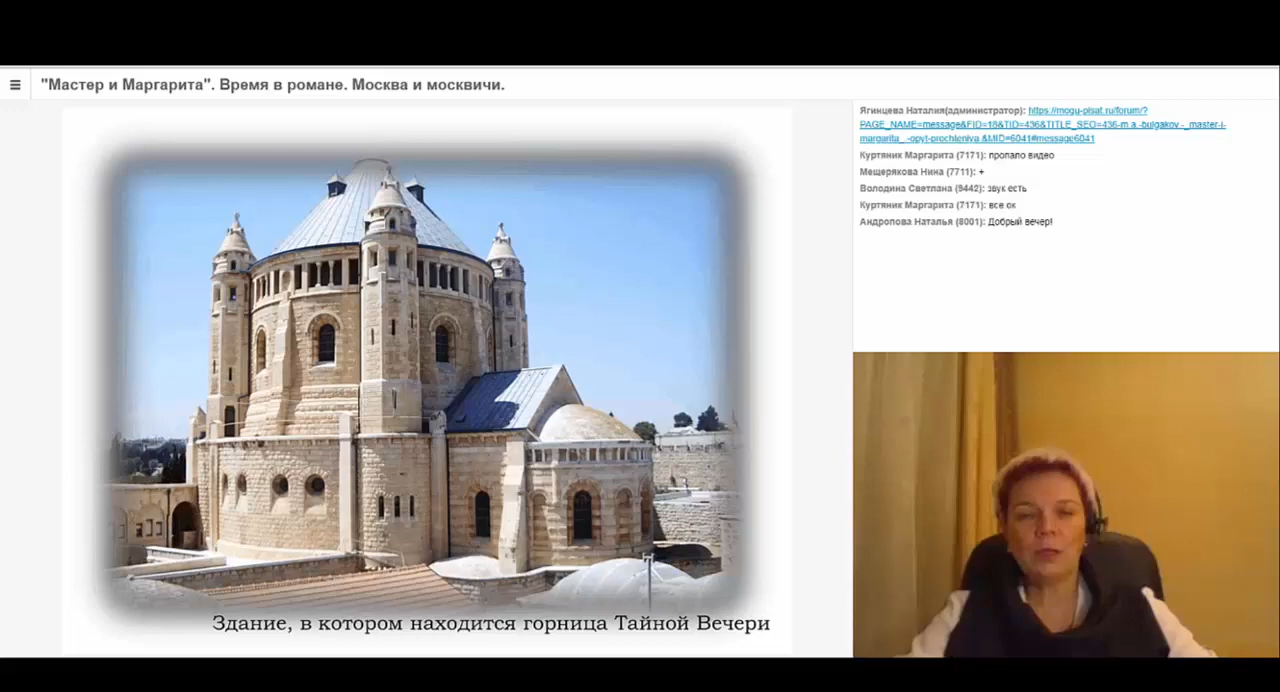 "Мастер и Маргарита". Время в романе. Москва и москвичи.
Здание, в котором находится горница Тайной Вечери
Ягинцева Наталия(администратор): https://mogu-pisat.ru/forum/?
PAGE_NAME=message&FID=18&TID=436&TITLE_SEO=436-m.a.-bulgakov.-_master-i-
margarita_.-opyt-prochteniya.&MID=6041#message6041
Куртяник Маргарита (7171): пропало видео
Мещерякова Нина (7711): +
Володина Светлана (9442): звук есть
Куртяник Маргарита (7171): все ок
Андропова Наталья (8001): Добрый вечер!